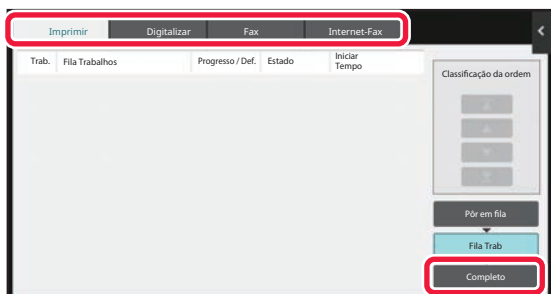 Imprimir Digitalizar Fax Internet-Fax
Trab. Fila Trabalhos Progresso / Def. Estado Iniciar
Tempo
Classificação da ordem
Pôr em fila
Fila Trab
Completo